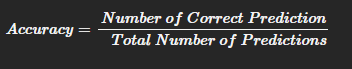 Accuracy = Number of Correct Prediction / Total Number of Predictions